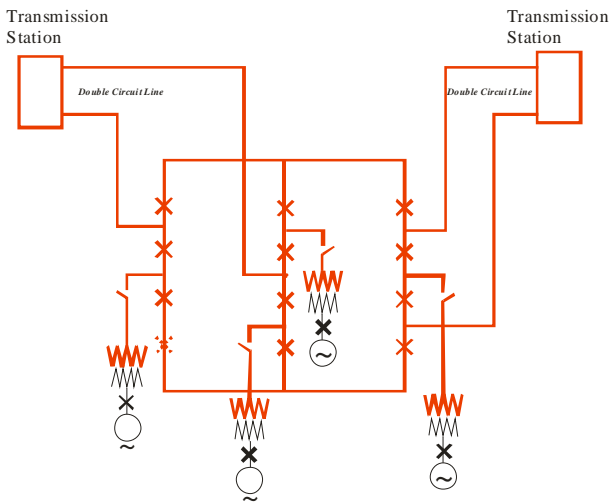 Transmission
Station
Transmission
Station
Double Circuit Line
Double Circuit Line